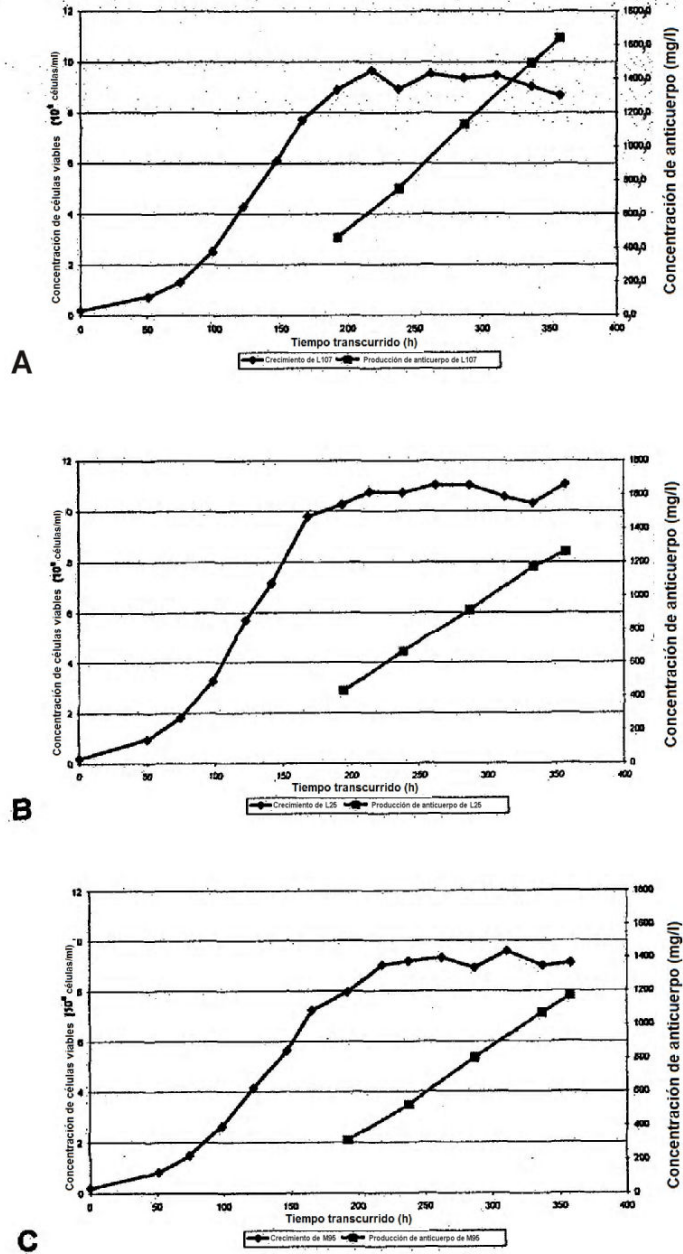 Concentración de células viables células/ml)
12
10
8
6
4
2
0
1800,0
1600,0
1400,0
1200,0
1000,0
800,0
600,0
400,0
200,0
0,0
Concentración de anticuerpo (mg/l)
0 50 100 150 200 250 300 350 400
Tiempo transcurrido (h)
Crecimiento de L107 Producción de anticuerpo de L107
A
Concentración de células viables células/ml)
12
10
8
6
4
2
0
1800
1600
1400
1200
1000
800
600
400
200
0
Concentración de anticuerpo (mg/l)
0 50 100 150 200 250 300 350 400
Tiempo transcurrido (h)
Crecimiento de L25 Producción de anticuerpo de L25
B
Concentración de células viables células/ml)
12
10
8
6
4
2
0
1800
1600
1400
1200
1000
800
600
400
200
0
Concentración de anticuerpo (mg/l)
0 50 100 150 200 250 300 350 400
Tiempo transcurrido (h)
Crecimiento de M95 Producción de anticuerpo de M95
C